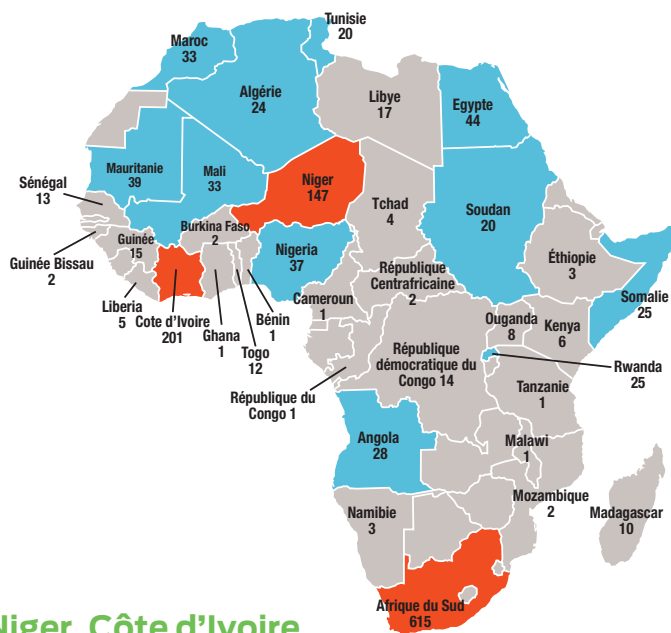 Tunisie
20
Maroc
33
Algérie
24
Libye
17
Egypte
44
Mauritanie
39
Mali
33
Niger
147
Sénégal
13
Tchad
4
Soudan
20
Burkina Faso
2
Guinée
15
Nigeria
37
Éthiopie
3
Guinée Bissau
2
République
Centrafricaine
2
Somalie
25
Liberia
5
Cote d'Ivoire
201
Ghana
1
Togo
12
Bénin
1
Cameroun
1
Ouganda
8
Kenya
6
République
démocratique du
Congo 14
Rwanda
25
République du
Congo 1
Tanzanie
1
Angola
28
Malawi
1
Mozambique
2
Madagascar
10
Namibie
3
Afrique du Sud
615
Niger, Côte d'Ivoire